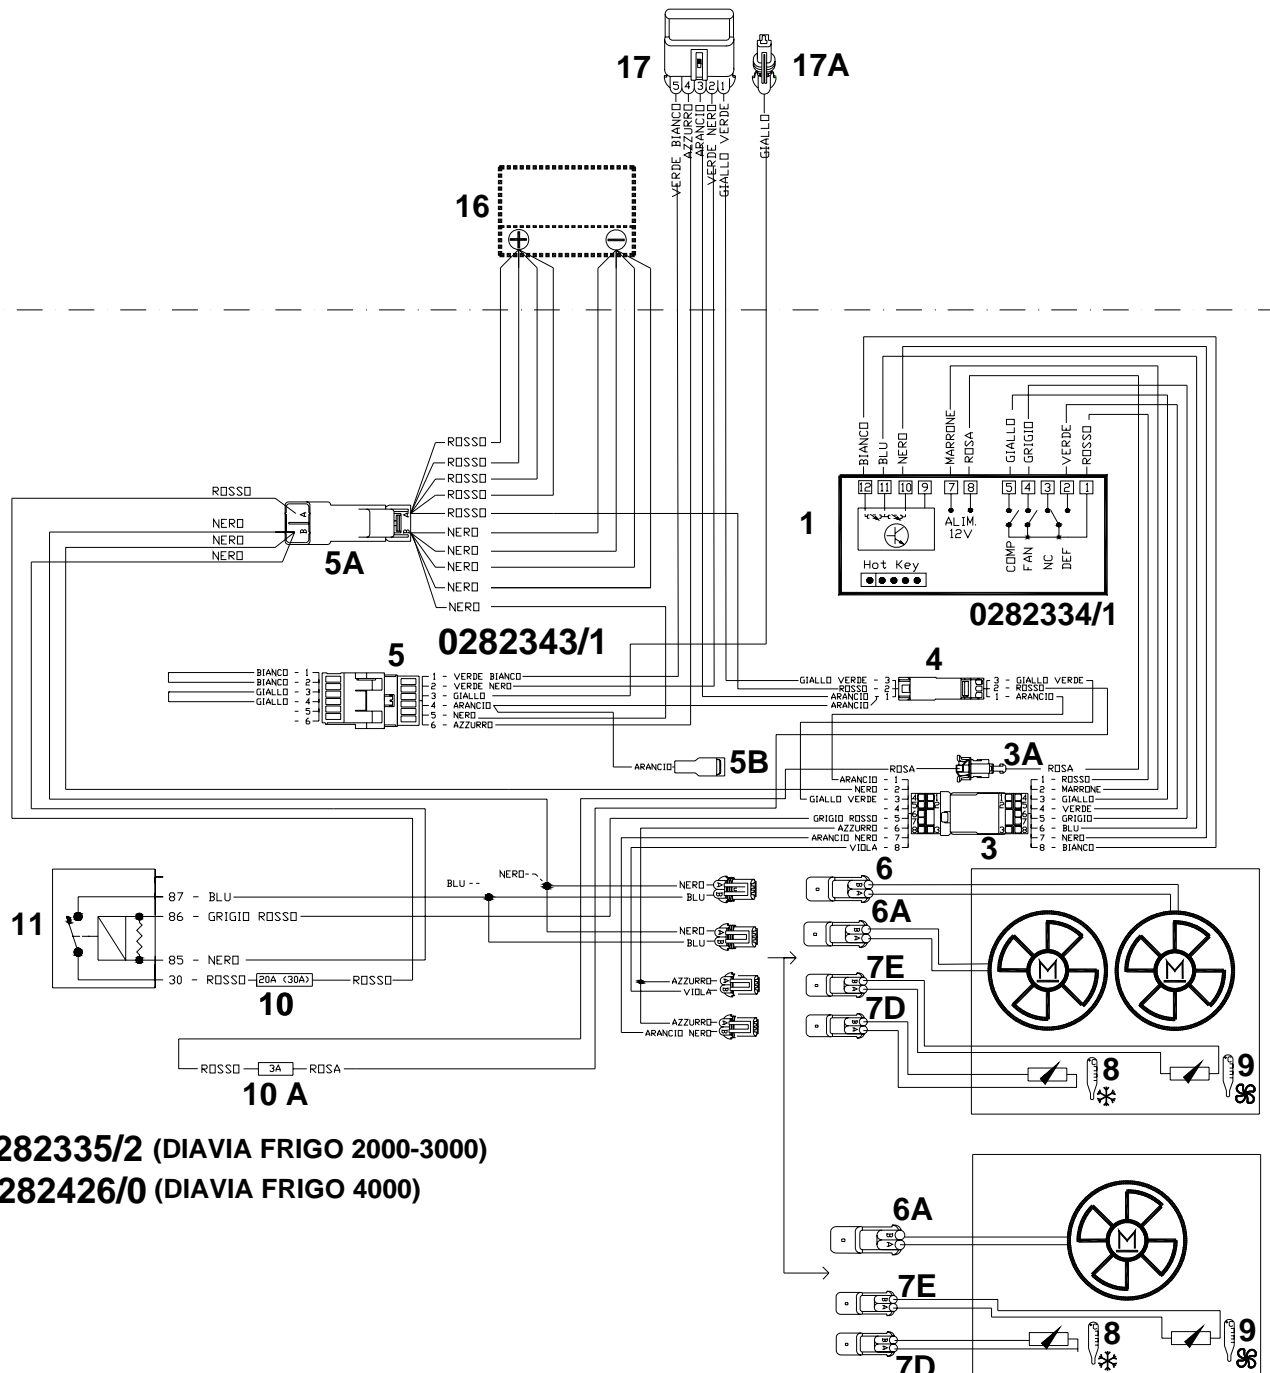 17
17A
5 4 3 2 1
VERDE BIANCO
AZZURRO
ARANCIO
VERDE NERO
GIALLO VERDE
GIALLO
16
+ −
BIANCO
BLU
NERO
MARRONE
ROSA
GIALLO
GRIGIO
VERDE
ROSSO
12 11 10 9 7 8 5 4 3 2 1
1
ALIM.
12V
COMP
FAN
NC
DEF
Hot Key
0282334/1
ROSSO
ROSSO
ROSSO
ROSSO
ROSSO
NERO
NERO
NERO
NERO
NERO
ROSSO
NERO
NERO
NERO
A
B
A
B
5A
0282343/1
5
BIANCO - 1
BIANCO - 2
GIALLO - 3
GIALLO - 4
- 5
- 6
1 - VERDE BIANCO
2 - VERDE NERO
3 - GIALLO
4 - ARANCIO
5 - NERO
6 - AZZURRO
ARANCIO
5B
4
GIALLO VERDE - 3
ROSSO - 2
ARANCIO 1
ARANCIO
3 - GIALLO VERDE
2 - ROSSO
1 - ARANCIO
3A
ROSA
ROSA
ARANCIO - 1
NERO - 2
GIALLO VERDE - 3
- 4
GRIGIO ROSSO - 5
AZZURRO - 6
ARANCIO NERO - 7
VIOLA - 8
1 - ROSSO
2 - MARRONE
3 - GIALLO
4 - VERDE
5 - GRIGIO
6 - BLU
7 - NERO
8 - BIANCO
3
11
87 - BLU
86 - GRIGIO ROSSO
85 - NERO
30 - ROSSO
20A (30A)
ROSSO
10
BLU --
NERO--
NERO
BLU
NERO
BLU
AZZURRO
VIOLA
AZZURRO
ARANCIO NERO
6
6A
7E
7D
M
M
8
9
ROSSO
3A
ROSA
10 A
282335/2 (DIAVIA FRIGO 2000-3000)
282426/0 (DIAVIA FRIGO 4000)
6A
M
7E
7D
8
9